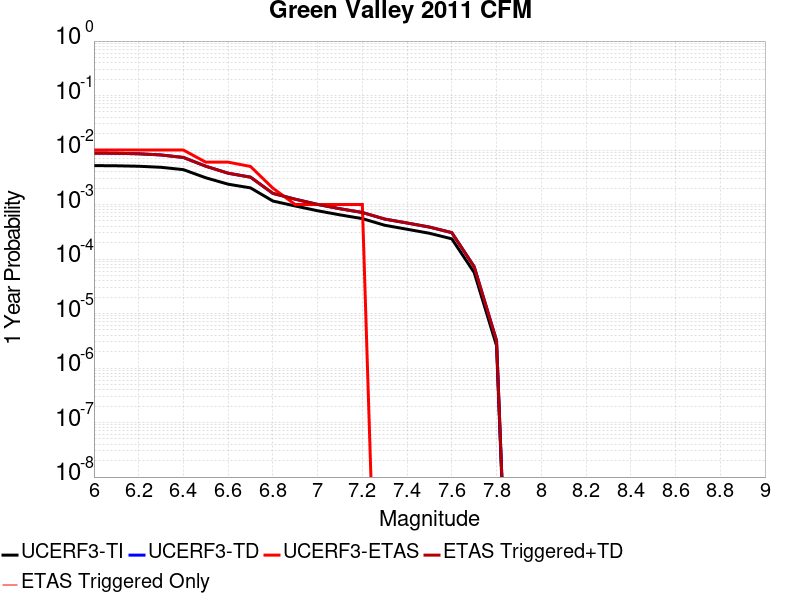 Green Valley 2011 CFM
10^0
10^-1
10^-2
10^-3
10^-4
10^-5
10^-6
10^-7
10^-8
1 Year Probability
6 6.2 6.4 6.6 6.8 7 7.2 7.4 7.6 7.8 8 8.2 8.4 8.6 8.8 9
Magnitude
UCERF3-TI UCERF3-TD UCERF3-ETAS ETAS Triggered+TD
ETAS Triggered Only